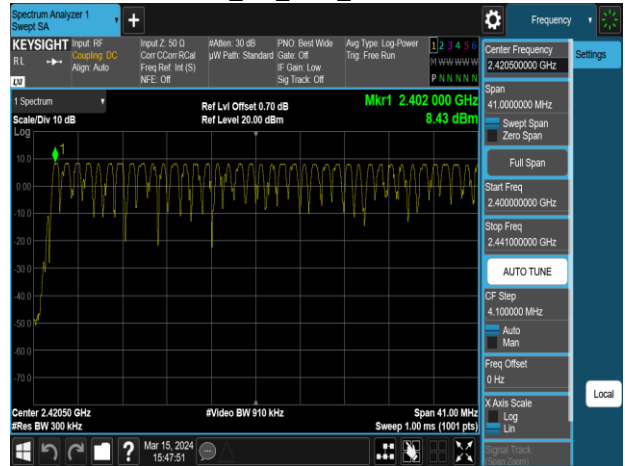 Spectrum Analyzer 1
Swept SA
Frequency
KEYSIGHT
Input: RF
Input Z: 50 Ω
#Atten: 30 dB
PNO: Best Wide
Avg Type: Log-Power
1 2 3 4 5 6
RL
Coupling: DC
Corr CCorr RCal
µW Path: Standard
Gate: Off
Trig: Free Run
M W W W W W
Align: Auto
Freq Ref: Int (S)
IF Gain: Low
NFE: Off
Sig Track: Off
P N N N N N
LXI
1 Spectrum
Ref Lvl Offset 0.70 dB
Mkr1 2.402 000 GHz
Scale/Div 10 dB
Ref Level 20.00 dBm
8.43 dBm
Log
1
10.0
0.00
-10.0
-20.0
-30.0
-40.0
-50.0
-60.0
-70.0
Center 2.42050 GHz
#Video BW 910 kHz
Span 41.00 MHz
#Res BW 300 kHz
Sweep 1.00 ms (1001 pts)
Mar 15, 2024
15:47:51
?
Center Frequency
2.420500000 GHz
Settings
Span
41.0000000 MHz
Swept Span
Zero Span
Full Span
Start Freq
2.400000000 GHz
Stop Freq
2.441000000 GHz
AUTO TUNE
CF Step
4.100000 MHz
Auto
Man
Freq Offset
0 Hz
X Axis Scale
Log
Lin
Local
Signal Track
(Span Zoom)